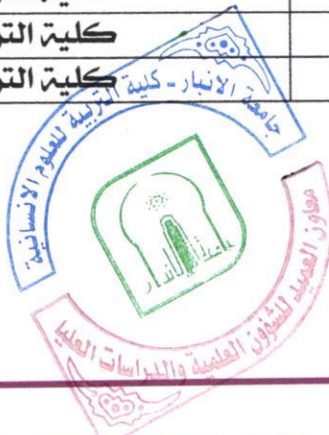 كلية التر
كلية التر
جامعة الانبار - كلية التربية للعلوم الانسانية
معاون العميد للشؤون العلمية والدراسات العليا